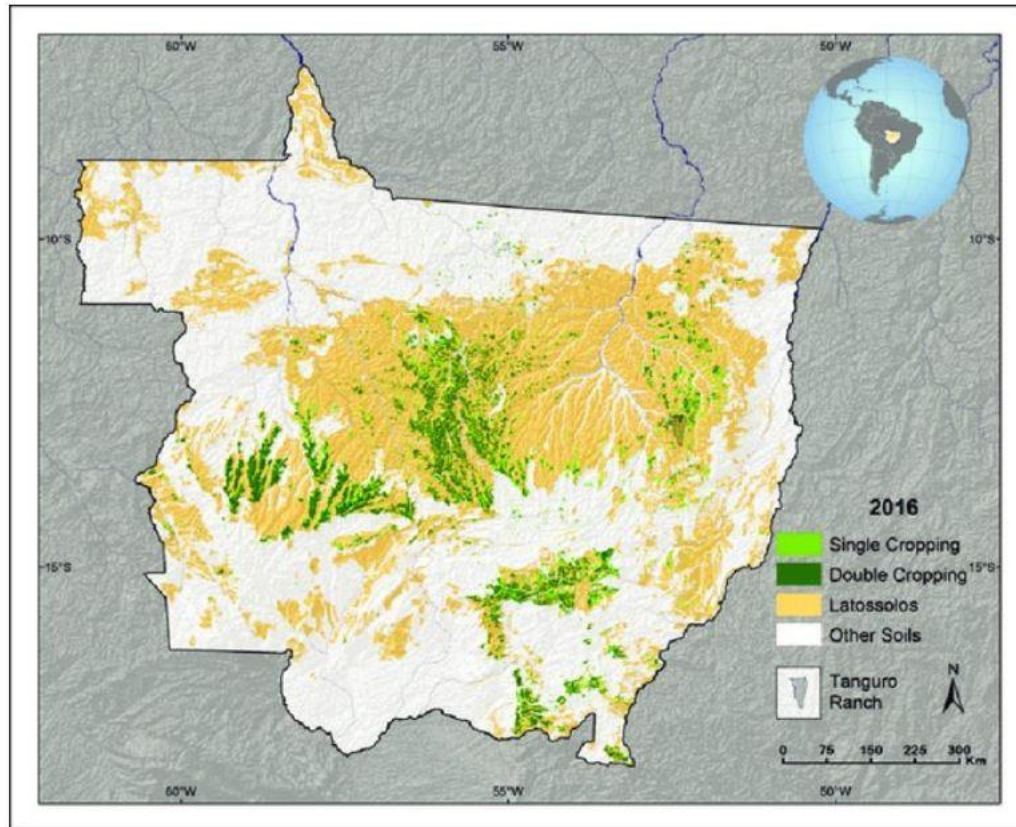 60°W 55°W 50°W
10°S 10°S
2016
Single Cropping
15°S Double Cropping 15°S
Latossolos
Other Soils
Tanguro
Ranch
N
0 75 150 225 300
Km
60°W 55°W 50°W